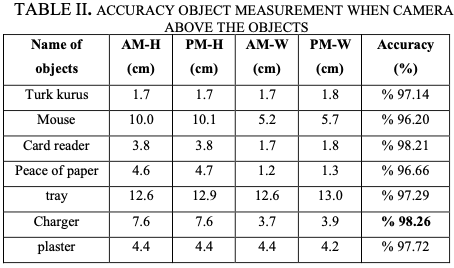 TABLE II. ACCURACY OBJECT MEASUREMENT WHEN CAMERA
ABOVE THE OBJECTS
Name of objects AM-H (cm) PM-H (cm) AM-W (cm) PM-W (cm) Accuracy (%)
Turk kurus 1.7 1.7 1.7 1.8 % 97.14
Mouse 10.0 10.1 5.2 5.7 % 96.20
Card reader 3.8 3.8 1.7 1.8 % 98.21
Peace of paper 4.6 4.7 1.2 1.3 % 96.66
tray 12.6 12.9 12.6 13.0 % 97.29
Charger 7.6 7.6 3.7 3.9 % 98.26
plaster 4.4 4.4 4.4 4.2 % 97.72